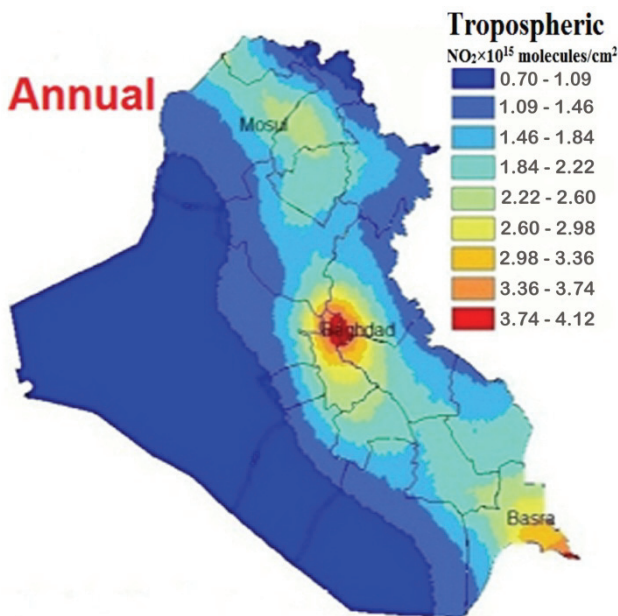 Tropospheric
NO₂×10¹⁵ molecules/cm²
Annual
0.70 - 1.09
1.09 - 1.46
1.46 - 1.84
1.84 - 2.22
2.22 - 2.60
2.60 - 2.98
2.98 - 3.36
3.36 - 3.74
3.74 - 4.12
Mosul
Baghdad
Basra